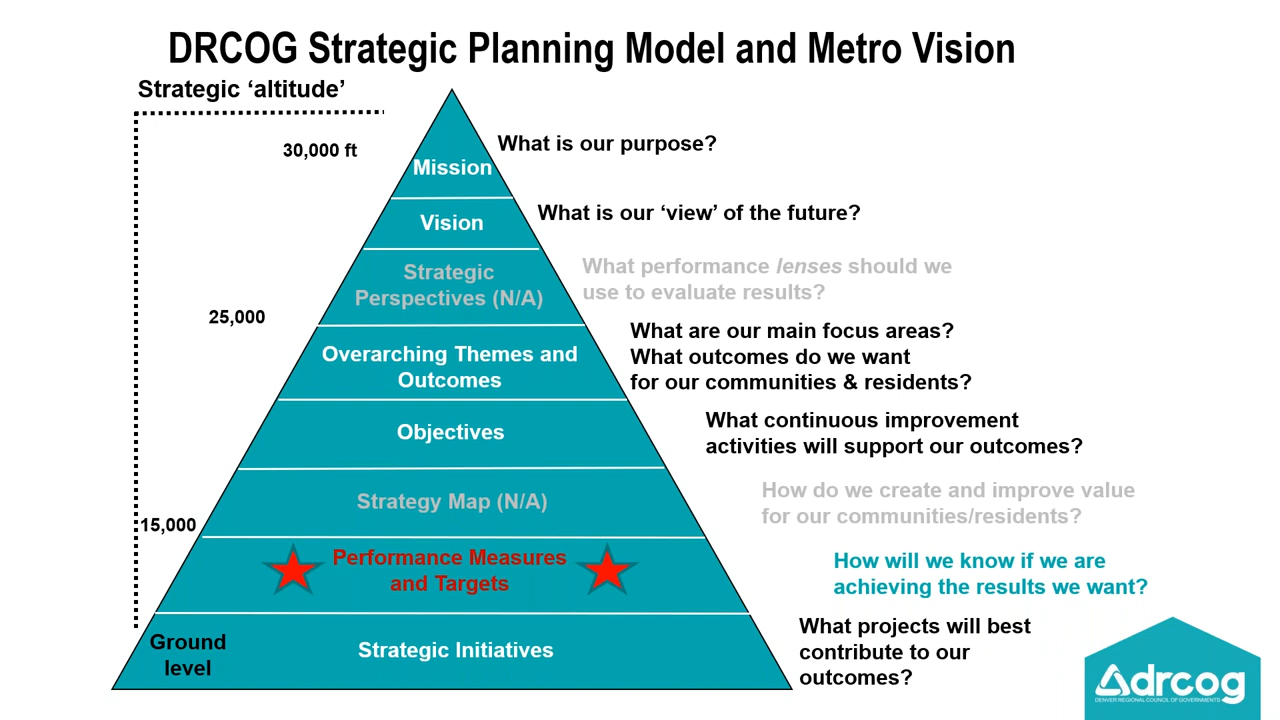 DRCOG Strategic Planning Model and Metro Vision
Strategic ‘altitude’
30,000 ft
Mission
What is our purpose?
Vision
What is our ‘view’ of the future?
Strategic
Perspectives (N/A)
What performance lenses should we
use to evaluate results?
25,000
Overarching Themes and
Outcomes
What are our main focus areas?
What outcomes do we want
for our communities & residents?
Objectives
What continuous improvement
activities will support our outcomes?
Strategy Map (N/A)
How do we create and improve value
for our communities/residents?
15,000
Performance Measures
and Targets
How will we know if we are
achieving the results we want?
Ground
level
Strategic Initiatives
What projects will best
contribute to our
outcomes?
drcog
DENVER REGIONAL COUNCIL OF GOVERNMENTS